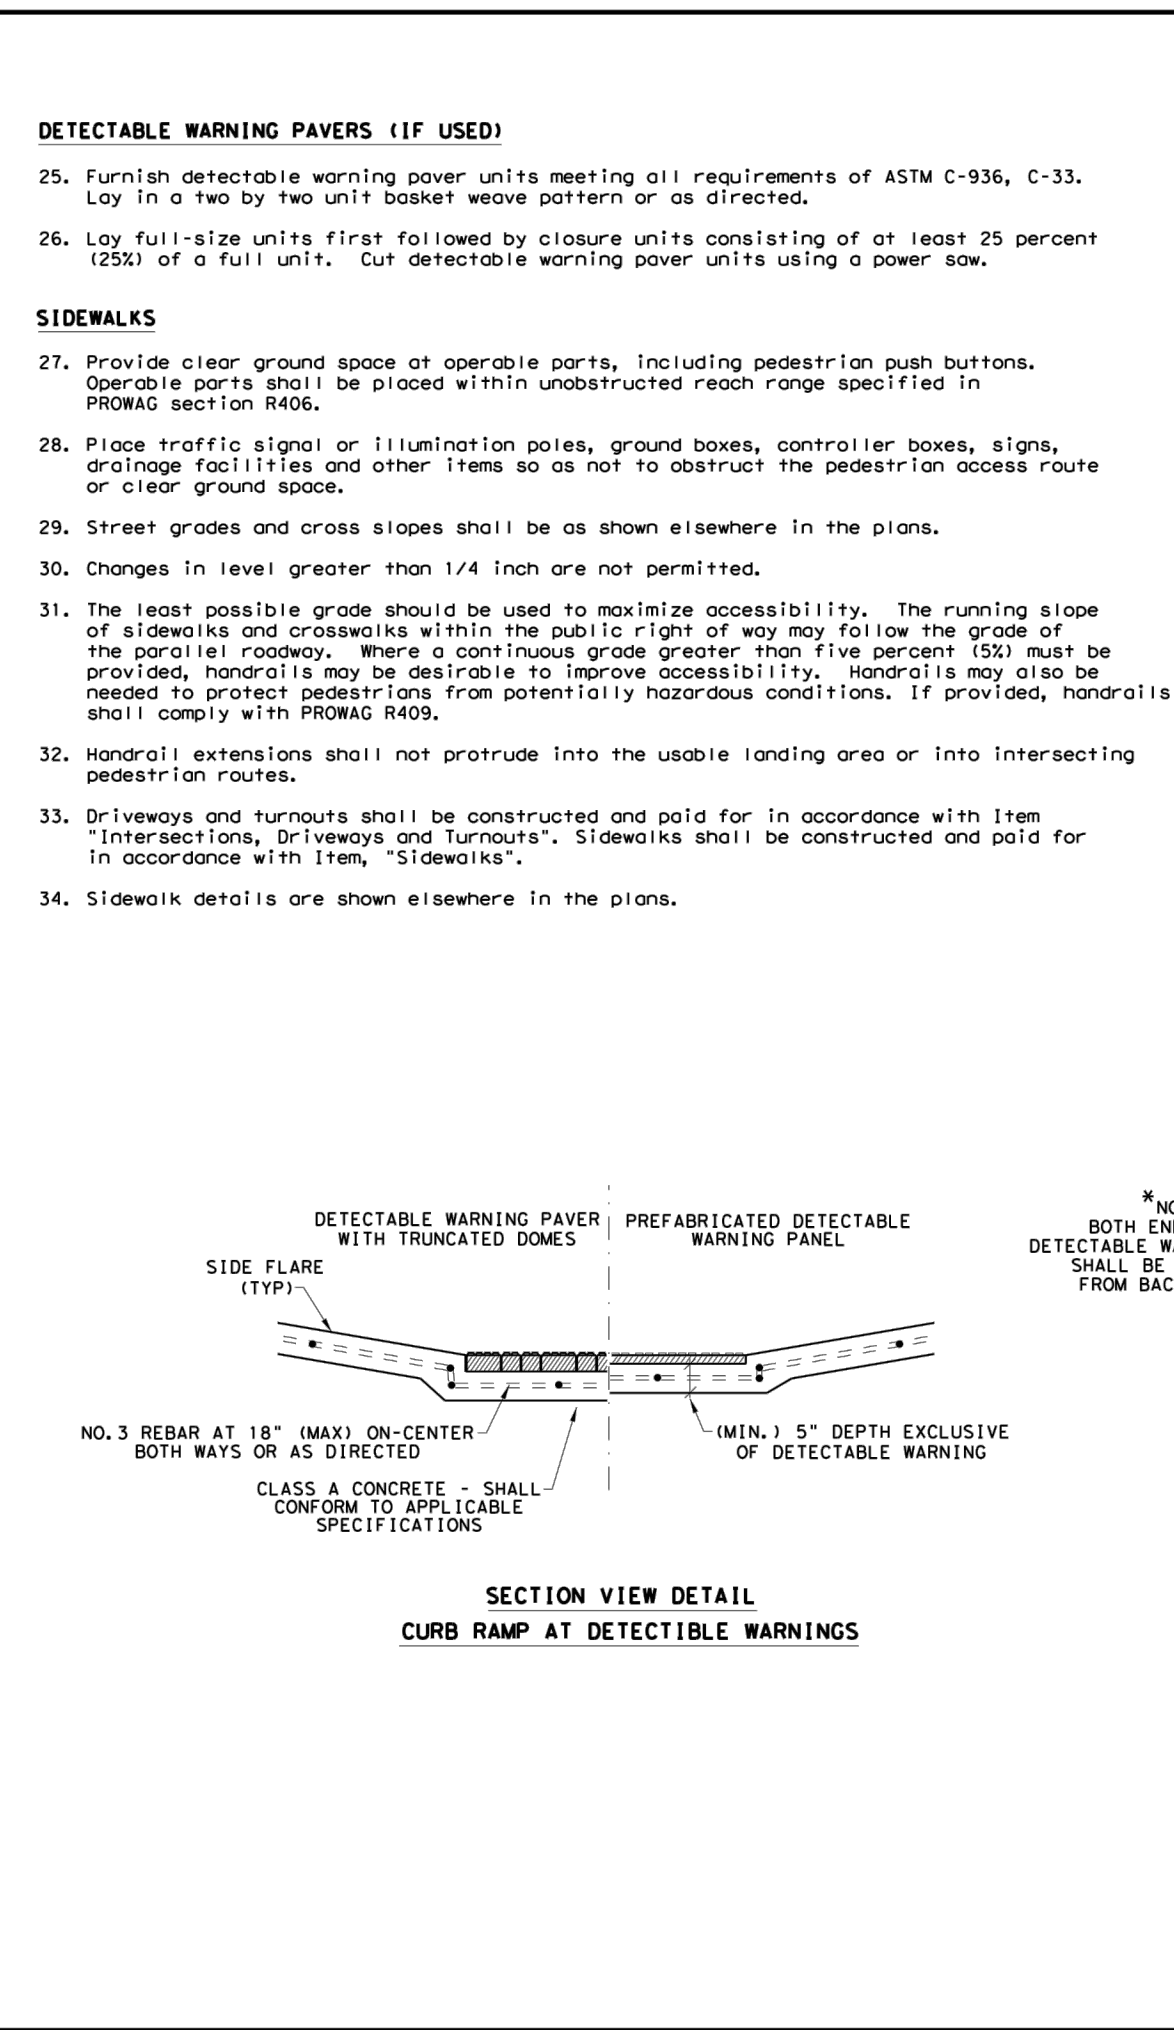 DETECTABLE WARNING PAVERS (IF USED)
25. Furnish detectable warning paver units meeting all requirements of ASTM C-936, C-33.
Lay in a two by two unit basket weave pattern or as directed.
26. Lay full-size units first followed by closure units consisting of at least 25 percent
(25%) of a full unit. Cut detectable warning paver units using a power saw.
SIDEWALKS
27. Provide clear ground space at operable parts, including pedestrian push buttons.
Operable parts shall be placed within unobstructed reach range specified in
PROWAG section R406.
28. Place traffic signal or illumination poles, ground boxes, controller boxes, signs,
drainage facilities and other items so as not to obstruct the pedestrian access route
or clear ground space.
29. Street grades and cross slopes shall be as shown elsewhere in the plans.
30. Changes in level greater than 1/4 inch are not permitted.
31. The least possible grade should be used to maximize accessibility. The running slope
of sidewalks and crosswalks within the public right of way may follow the grade of
the parallel roadway. Where a continuous grade greater than five percent (5%) must be
provided, handrails may be desirable to improve accessibility. Handrails may also be
needed to protect pedestrians from potentially hazardous conditions. If provided, handrails
shall comply with PROWAG R409.
32. Handrail extensions shall not protrude into the usable landing area or into intersecting
pedestrian routes.
33. Driveways and turnouts shall be constructed and paid for in accordance with Item
"Intersections, Driveways and Turnouts". Sidewalks shall be constructed and paid for
in accordance with Item, "Sidewalks".
34. Sidewalk details are shown elsewhere in the plans.
DETECTABLE WARNING PAVER
WITH TRUNCATED DOMES
PREFABRICATED DETECTABLE
WARNING PANEL
*
BOTH
DETECTABLE
SHALL BE
FROM
SIDE FLARE
(TYP)
NO.3 REBAR AT 18" (MAX) ON-CENTER
BOTH WAYS OR AS DIRECTED
(MIN.) 5" DEPTH EXCLUSIVE
OF DETECTABLE WARNING
CLASS A CONCRETE - SHALL
CONFORM TO APPLICABLE
SPECIFICATIONS
SECTION VIEW DETAIL
CURB RAMP AT DETECTIBLE WARNINGS